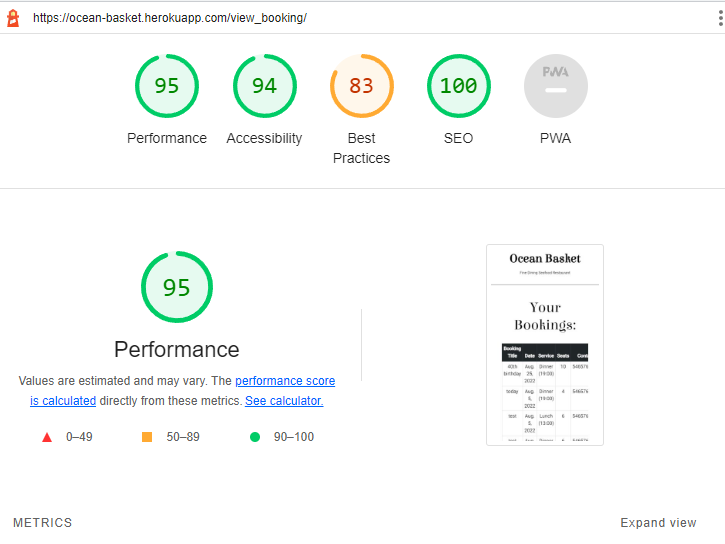 https://ocean-basket.herokuapp.com/view_booking/
95
94
83
100
PWA
Performance
Accessibility
Best
Practices
SEO
PWA
95
Performance
Values are estimated and may vary. The performance score
is calculated directly from these metrics. See calculator.
0–49
50–89
90–100
Ocean Basket
Fine Dining Seafood Restaurant
Your
Bookings:
Booking
Title Date Service Seats Cont
40th birthday Aug. 29, 2022 Dinner (19:00) 10 546576
today Aug. 5, 2022 Dinner (19:00) 4 546576
test Aug. 5, 2022 Lunch (13:00) 6 546576
METRICS
Expand view